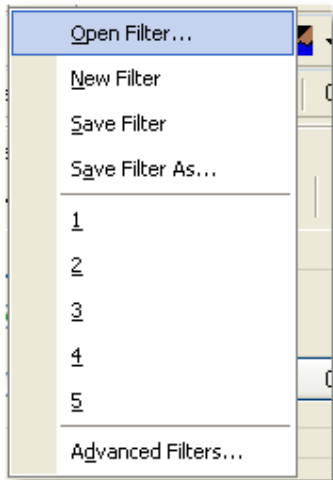 Open Filter...
New Filter
Save Filter
Save Filter As...
1
2
3
4
5
Advanced Filters...